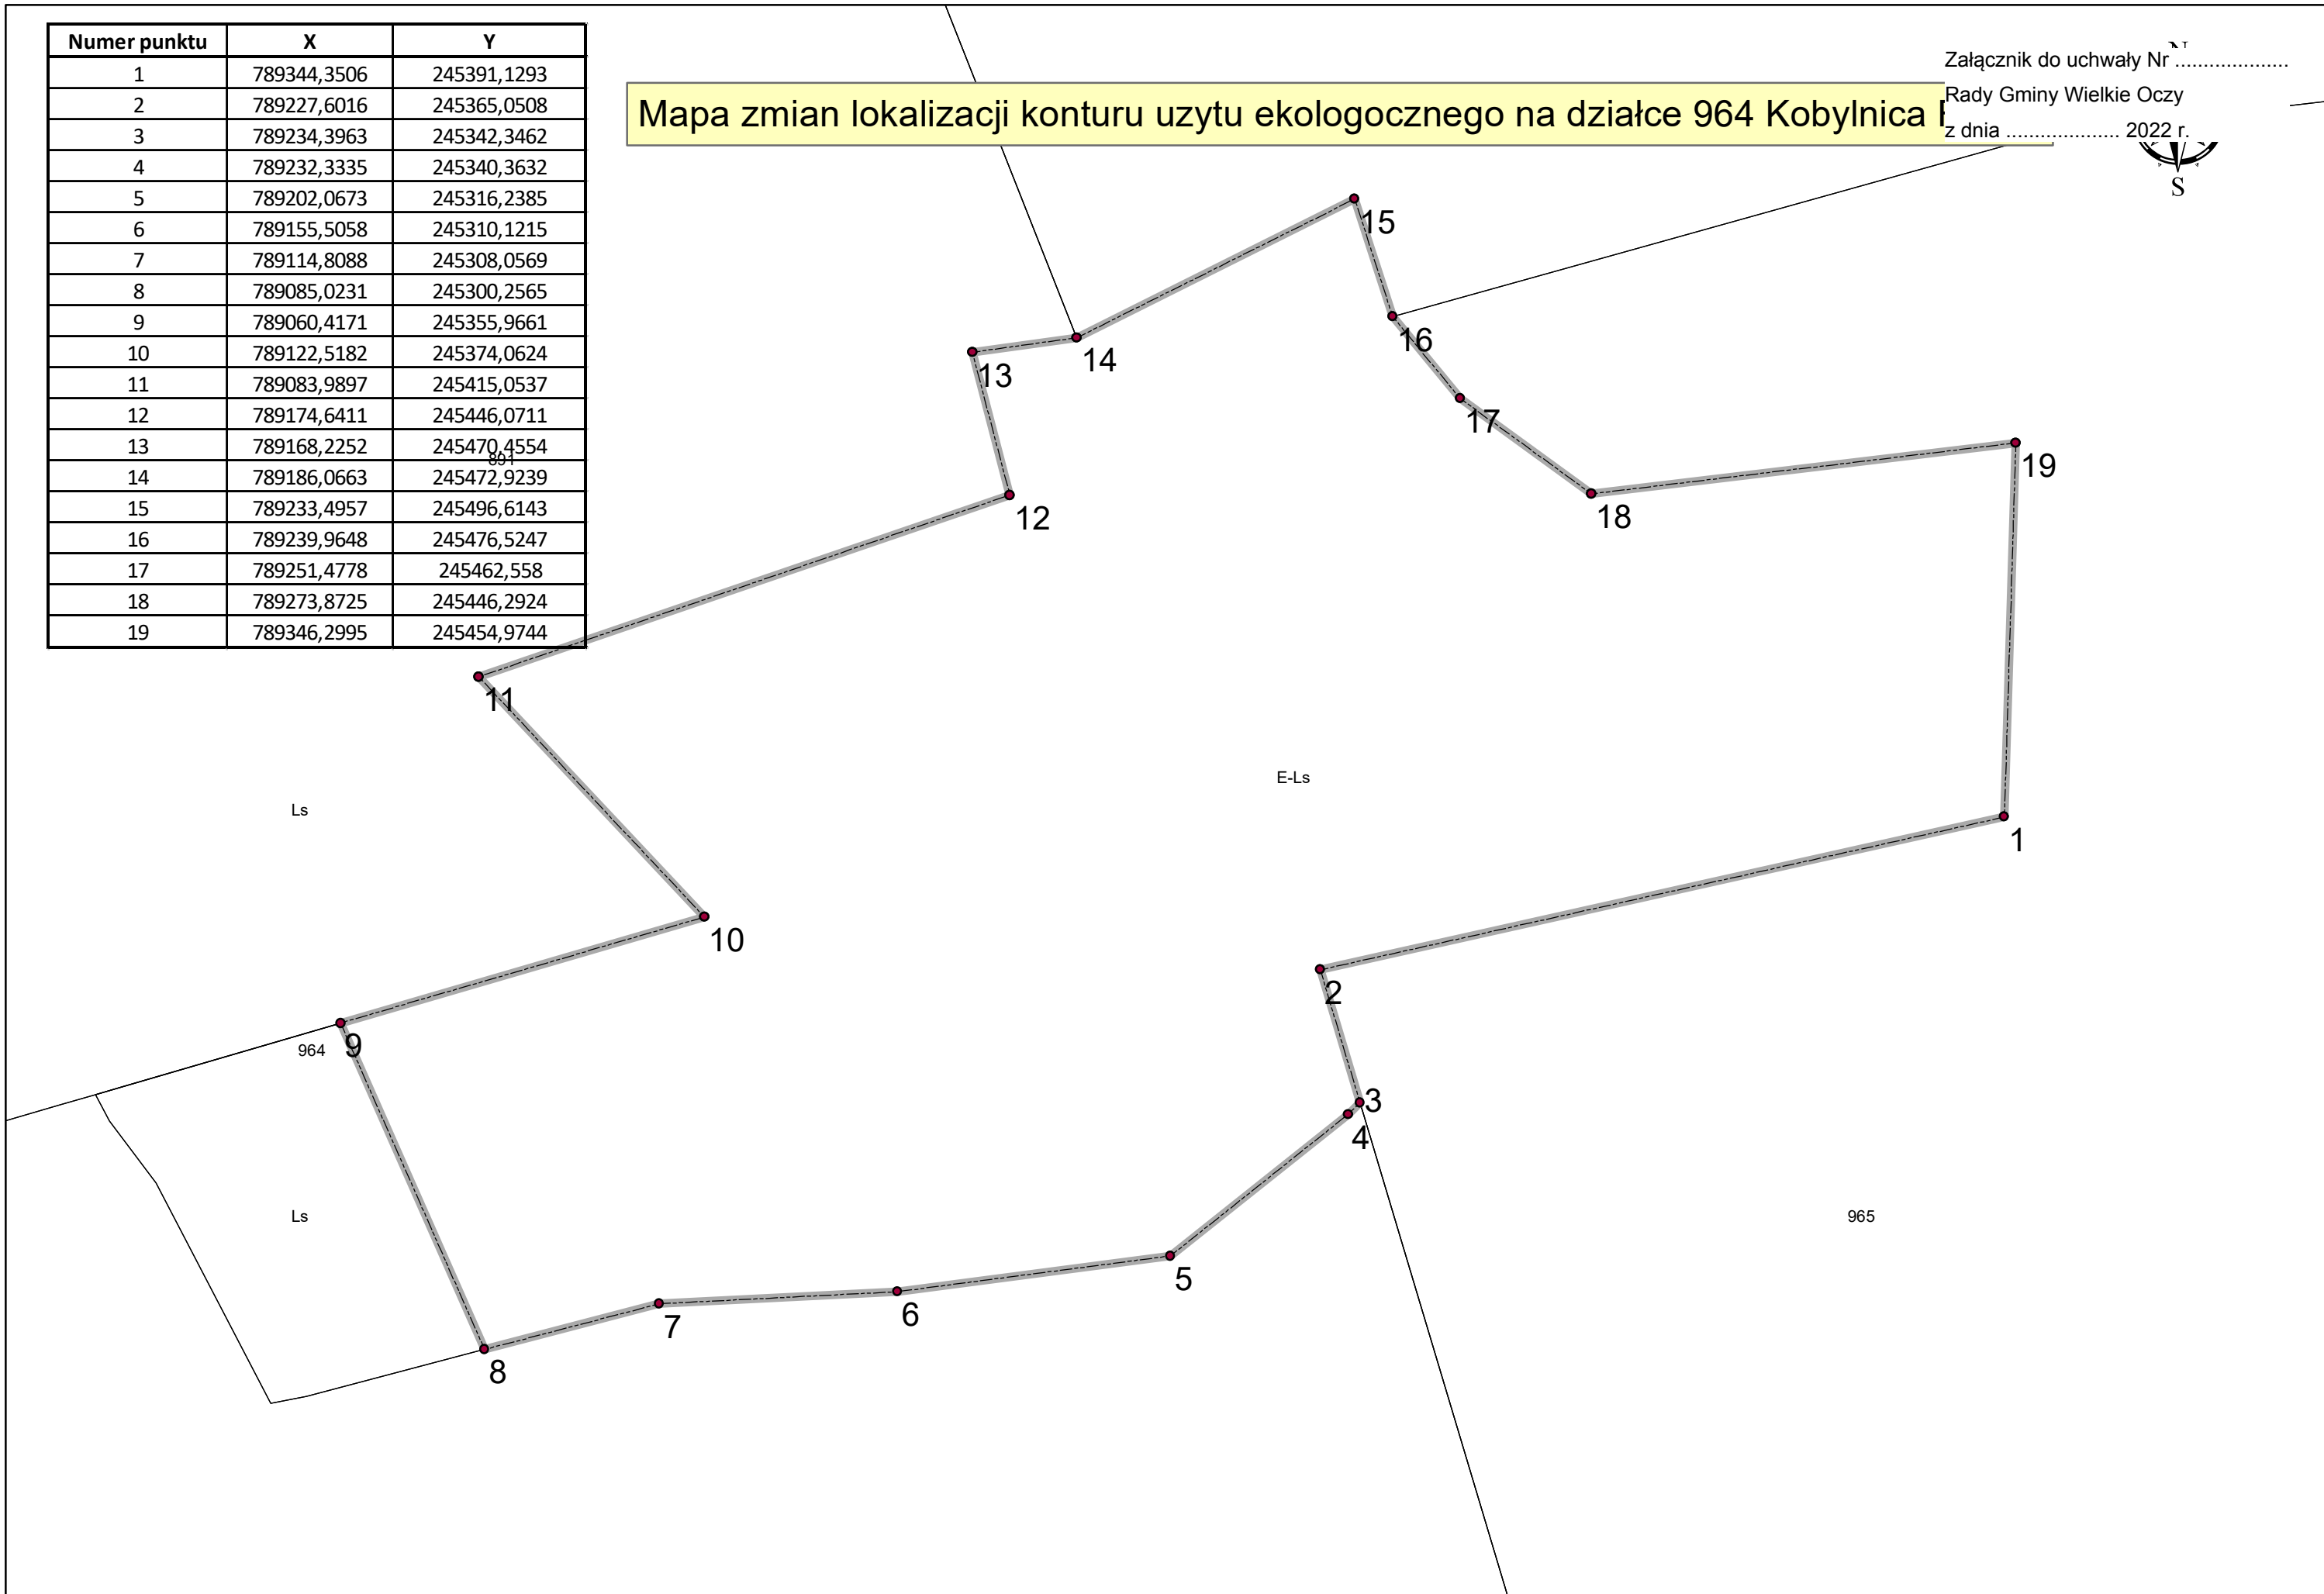 Numer punktu X Y
1 789344,3506 245391,1293
2 789227,6016 245365,0508
3 789234,3963 245342,3462
4 789232,3335 245340,3632
5 789202,0673 245316,2385
6 789155,5058 245310,1215
7 789114,8088 245308,0569
8 789085,0231 245300,2565
9 789060,4171 245355,9661
10 789122,5182 245374,0624
11 789083,9897 245415,0537
12 789174,6411 245446,0711
13 789168,2252 245470,4554
14 789186,0663 245472,9239
15 789233,4957 245496,6143
16 789239,9648 245476,5247
17 789251,4778 245462,558
18 789273,8725 245446,2924
19 789346,2995 245454,9744
891
Mapa zmian lokalizacji konturu uzytu ekologocznego na działce 964 Kobylnica
Załącznik do uchwały Nr ....................
Rady Gminy Wielkie Oczy
z dnia .................... 2022 r.
N
S
15
16
14
13
17
19
18
12
11
E-Ls
Ls
1
10
2
9
964
3
4
Ls
965
5
6
7
8